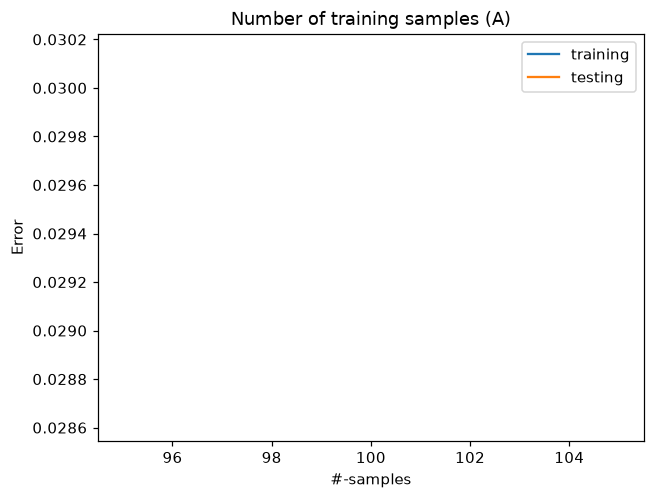 Number of training samples (A)
training
testing
0.0302
0.0300
0.0298
0.0296
0.0294
0.0292
0.0290
0.0288
0.0286
Error
96 98 100 102 104
#-samples